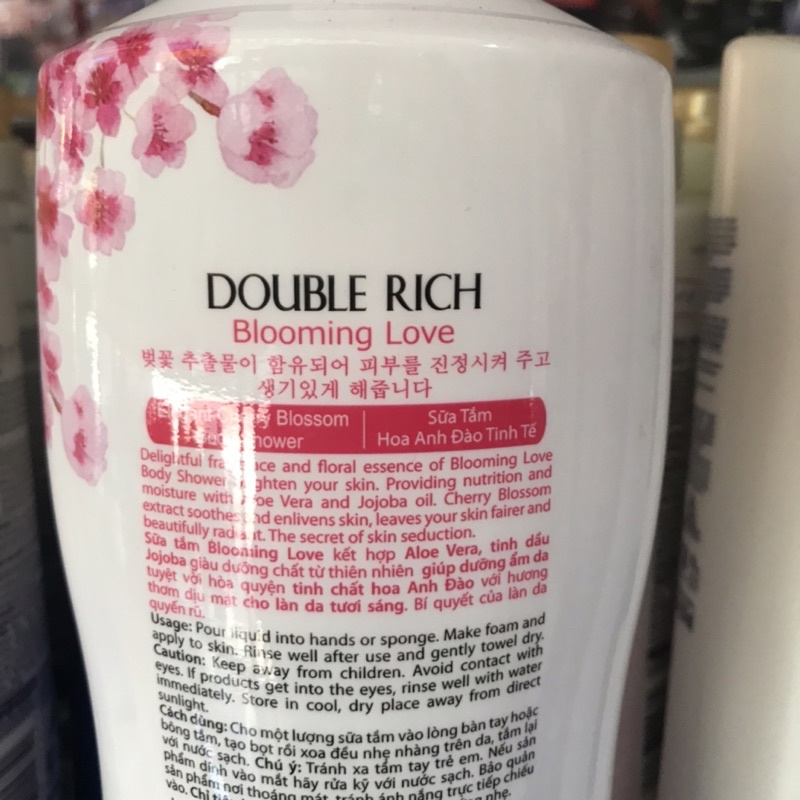 DOUBLE RICH
Blooming Love
벚꽃 추출물이 함유되어 피부를 진정시켜 주고
생기있게 해줍니다
Elegant Cherry Blossom
Body Shower
Sữa Tắm
Hoa Anh Đào Tinh Tế
Delightful fragrance and floral essence of Blooming Love
Body Shower brighten your skin. Providing nutrition and
moisture with Aloe Vera and Jojoba oil. Cherry Blossom
extract soothes and enlivens skin, leaves your skin fairer and
beautifully radiant. The secret of skin seduction.
Sữa tắm Blooming Love kết hợp Aloe Vera, tinh dầu
Jojoba giàu dưỡng chất từ thiên nhiên giúp dưỡng ẩm da
tuyệt vời hòa quyện tinh chất hoa Anh Đào với hương
thơm dịu mát cho làn da tươi sáng. Bí quyết của làn da
quyến rũ.
Usage: Pour liquid into hands or sponge. Make foam and
apply to skin. Rinse well after use and gently towel dry.
Caution: Keep away from children. Avoid contact with
eyes. If products get into the eyes, rinse well with water
immediately. Store in cool, dry place away from direct
sunlight.
Cách dùng: Cho một lượng sữa tắm vào lòng bàn tay hoặc
bông tắm, tạo bọt rồi xoa đều nhẹ nhàng trên da, tắm lại
với nước sạch. Chú ý: Tránh xa tầm tay trẻ em. Nếu sản
phẩm dính vào mắt hãy rửa kỹ với nước sạch. Bảo quản
sản phẩm nơi thoáng mát, tránh ánh nắng trực tiếp chiếu
vào.